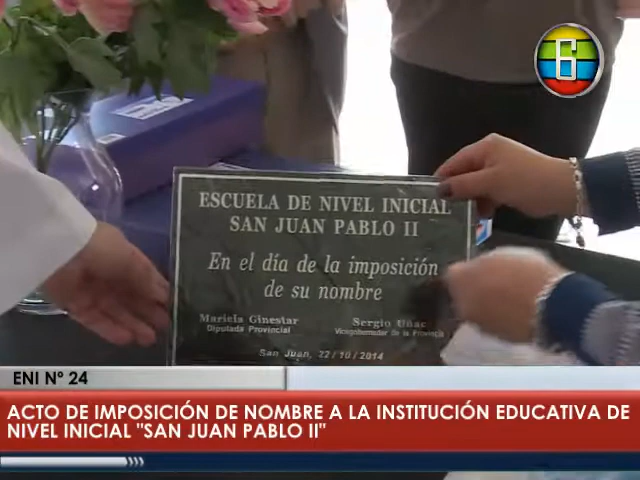 6
ESCUELA DE NIVEL INICIAL
SAN JUAN PABLO II
En el día de la imposición
de su nombre
Mariela Ginestar
Diputada Provincial
Sergio Uñac
Vicegobernador de la Provincia
San Juan, 22/10/2014
ENI Nº 24
ACTO DE IMPOSICIÓN DE NOMBRE A LA INSTITUCIÓN EDUCATIVA DE
NIVEL INICIAL "SAN JUAN PABLO II"